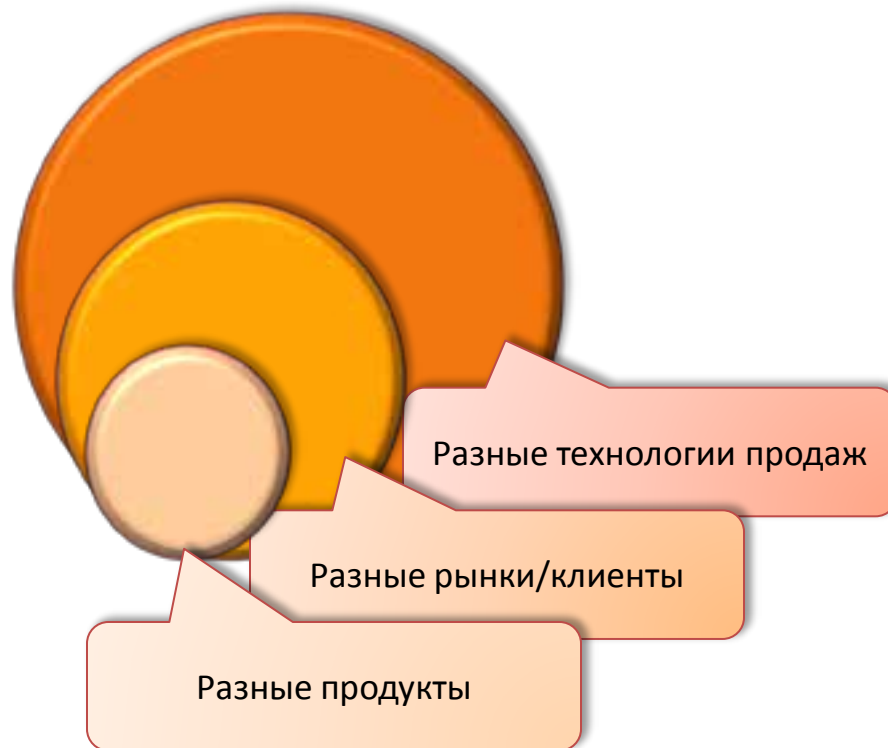 Разные технологии продаж
Разные рынки/клиенты
Разные продукты